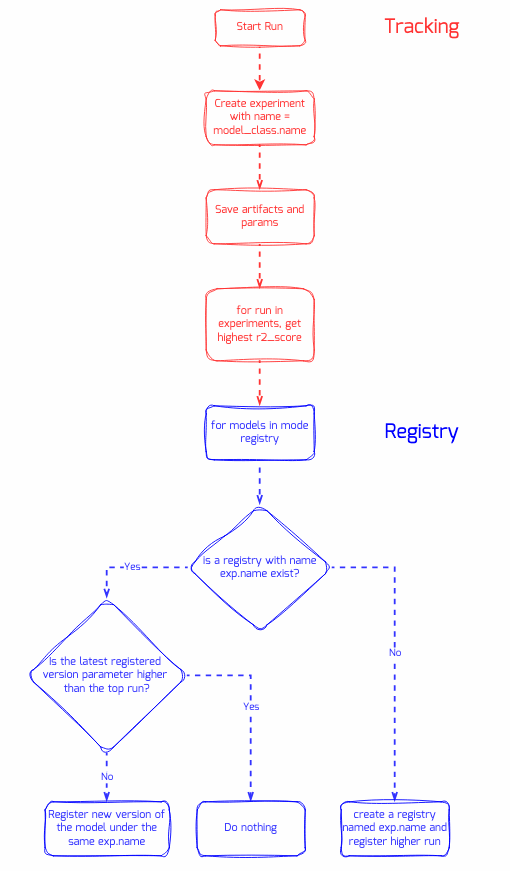 Start Run
Tracking
Create experiment
with name =
model_class.name
Save artifacts and
params
for run in
experiments, get
highest r2_score
for models in mode
registry
Registry
is a registry with name
exp.name exist?
Yes
No
is the latest registered
version parameter higher
than the top run?
Yes
No
Register new version of
the model under the
same exp.name
Do nothing
create a registry
named exp.name and
register higher run